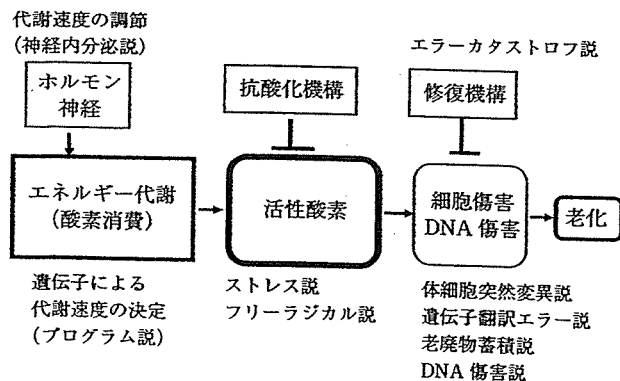 代謝速度の調節
(神経内分泌説)
エラーカタストロフ説
ホルモン
神経
抗酸化機構
修復機構
エネルギー代謝
(酸素消費)
活性酸素
細胞傷害
DNA 傷害
老化
遺伝子による
代謝速度の決定
(プログラム説)
ストレス説
フリーラジカル説
体細胞突然変異説
遺伝子翻訳エラー説
老廃物蓄積説
DNA 傷害説